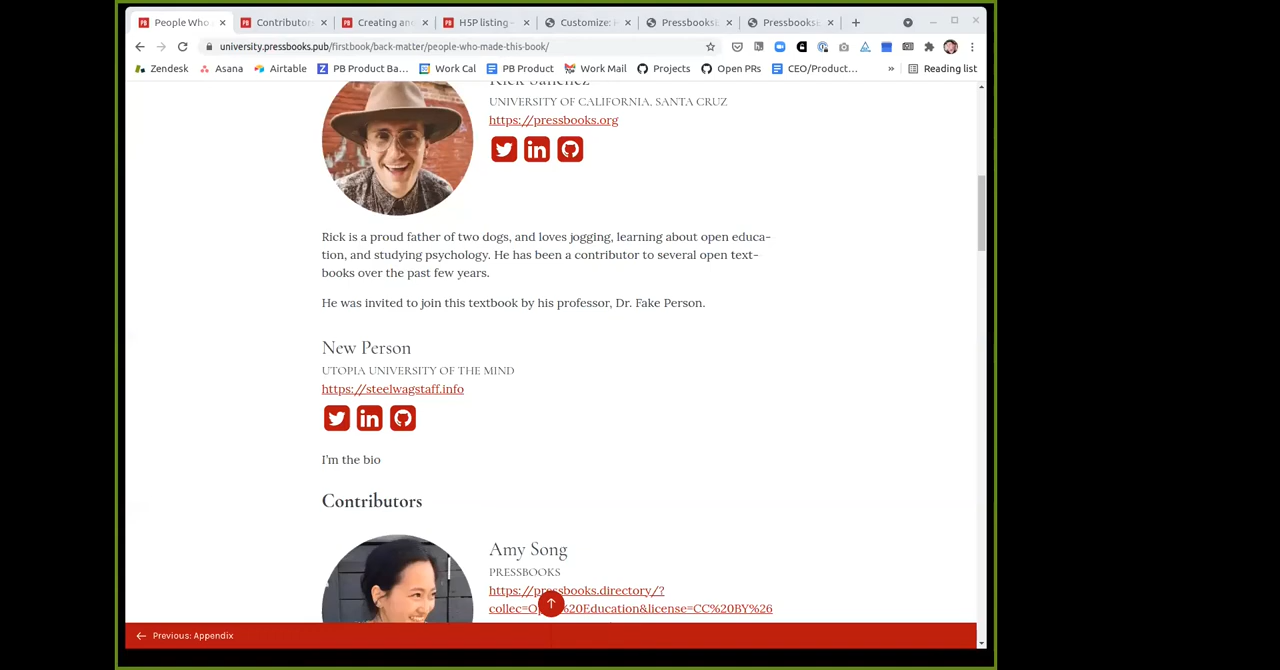 People Who
Contributor
Creating an
H5P listing -
Customize:
Pressbooks
Pressbooks
university.pressbooks.pub/firstbook/back-matter/people-who-made-this-book/
Zendesk
Asana
Airtable
PB Product Ba...
Work Cal
PB Product
Work Mail
Projects
Open PRs
CEO/Product...
»
Reading list
Rick Sanchez
UNIVERSITY OF CALIFORNIA, SANTA CRUZ
https://pressbooks.org
Rick is a proud father of two dogs, and loves jogging, learning about open educa-
tion, and studying psychology. He has been a contributor to several open text-
books over the past few years.
He was invited to join this textbook by his professor, Dr. Fake Person.
New Person
UTOPIA UNIVERSITY OF THE MIND
https://steelwagstaff.info
I'm the bio
Contributors
Amy Song
PRESSBOOKS
https://pressbooks.directory/?
collec=Op %20Education&license=CC%20BY%26
← Previous: Appendix